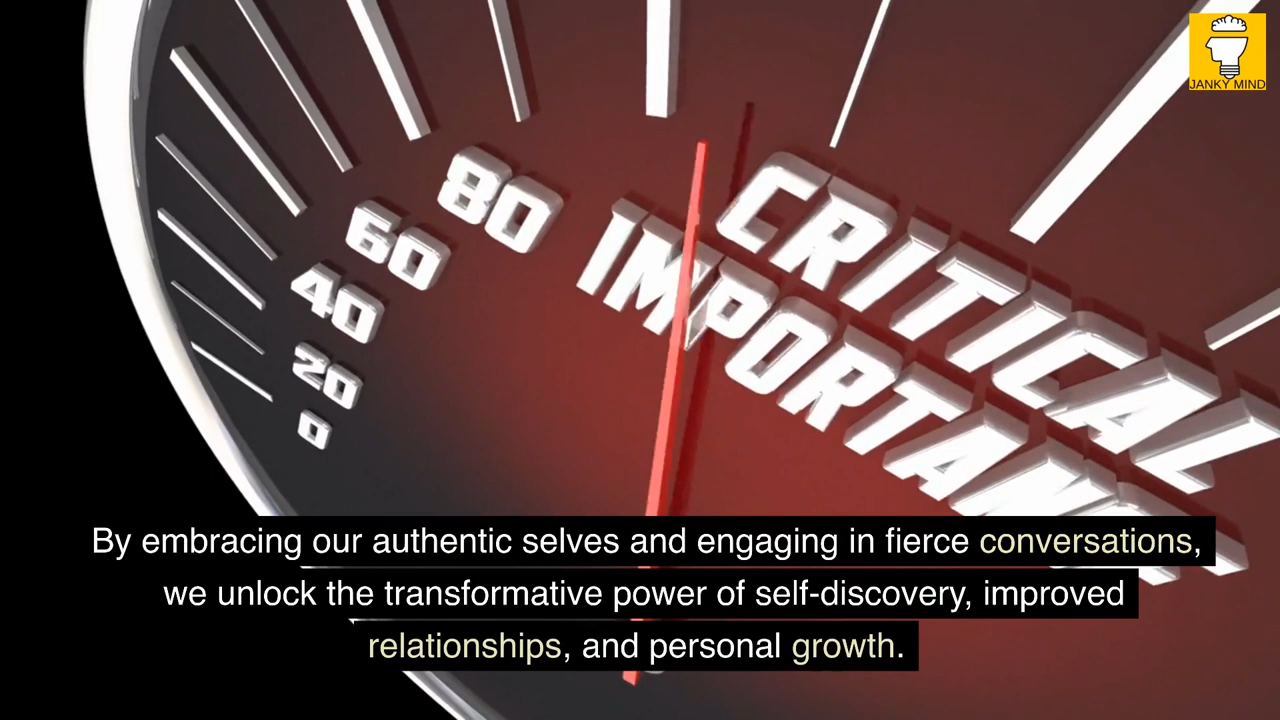 JANKY MIND
CRITICAL
80
60
40
20
0
By embracing our authentic selves and engaging in fierce conversations,
we unlock the transformative power of self-discovery, improved
relationships, and personal growth.